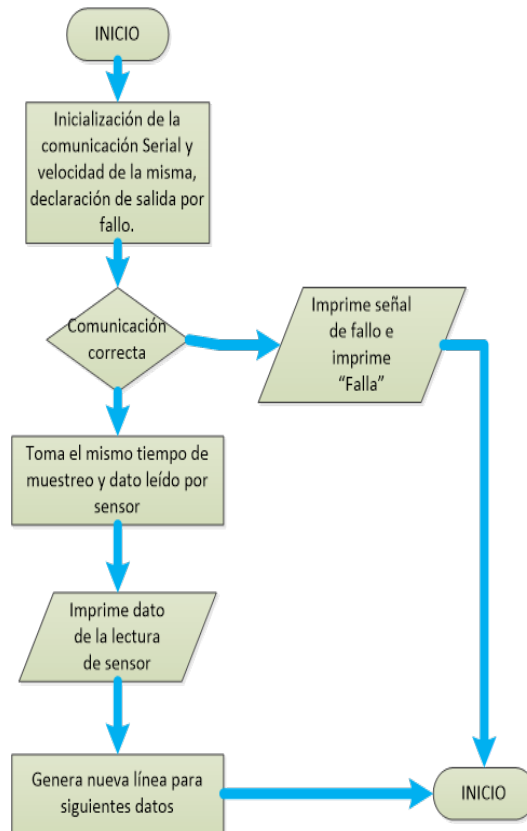 INICIO
Inicialización de la
comunicación Serial y
velocidad de la misma,
declaración de salida por
fallo.
Comunicación
correcta
Imprime señal
de fallo e
imprime
“Falla”
Toma el mismo tiempo de
muestreo y dato leído por
sensor
Imprime dato
de la lectura
de sensor
Genera nueva línea para
siguientes datos
INICIO